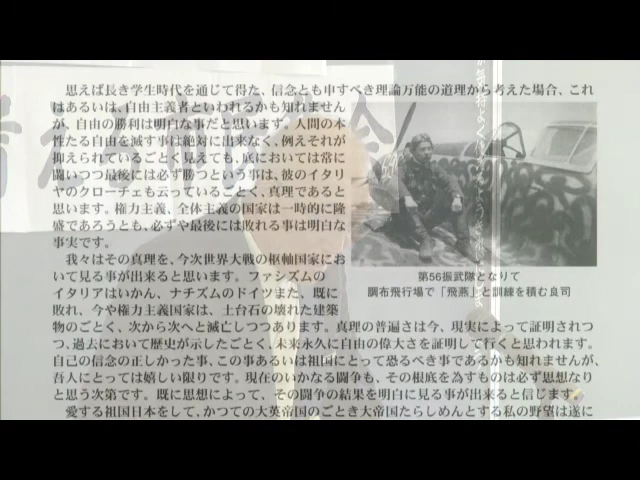 思えば長き学生時代を通じて得た、信念とも申すべき理論万能の道理から考えた場合、これ
はあるいは、自由主義者といわれるかも知れません
が、自由の勝利は明白な事だと思います。人間の本
性たる自由を滅す事は絶対に出来なく、例えそれが
抑えられているごとく見えても、底においては常に
闘いつつ最後には必ず勝つという事は、彼のイタリ
ヤのクローチェも云っているごとく、真理であると
思います。権力主義、全体主義の国家は一時的に隆
盛であろうとも、必ずや最後には敗れる事は明白な
事実です。
我々はその真理を、今次世界大戦の枢軸国家にお
いて見る事が出来ると思います。ファシズムの
イタリアはいかん、ナチズムのドイツまた、既に
敗れ、今や権力主義国家は、土台石の壊れた建築
物のごとく、次から次へと滅亡しつつあります。真理の普遍さは今、現実によって証明されつ
つ、過去において歴史が示したごとく、未来永久に自由の偉大さを証明して行くと思われます。
自己の信念の正しかった事、この事あるいは祖国にとって恐るべき事であるかも知れませんが、
吾人にとっては嬉しい限りです。現在のいかなる闘争も、その根底を為すものは必ず思想なり
と思う次第です。既に思想によって、その闘争の結果を明白に見る事が出来ると信じます。
愛する祖国日本をして、かつての大英帝国のごとき大帝国たらしめんとする私の野望は遂に
第56振武隊となりて
調布飛行場で「飛燕」と訓練を積む良司